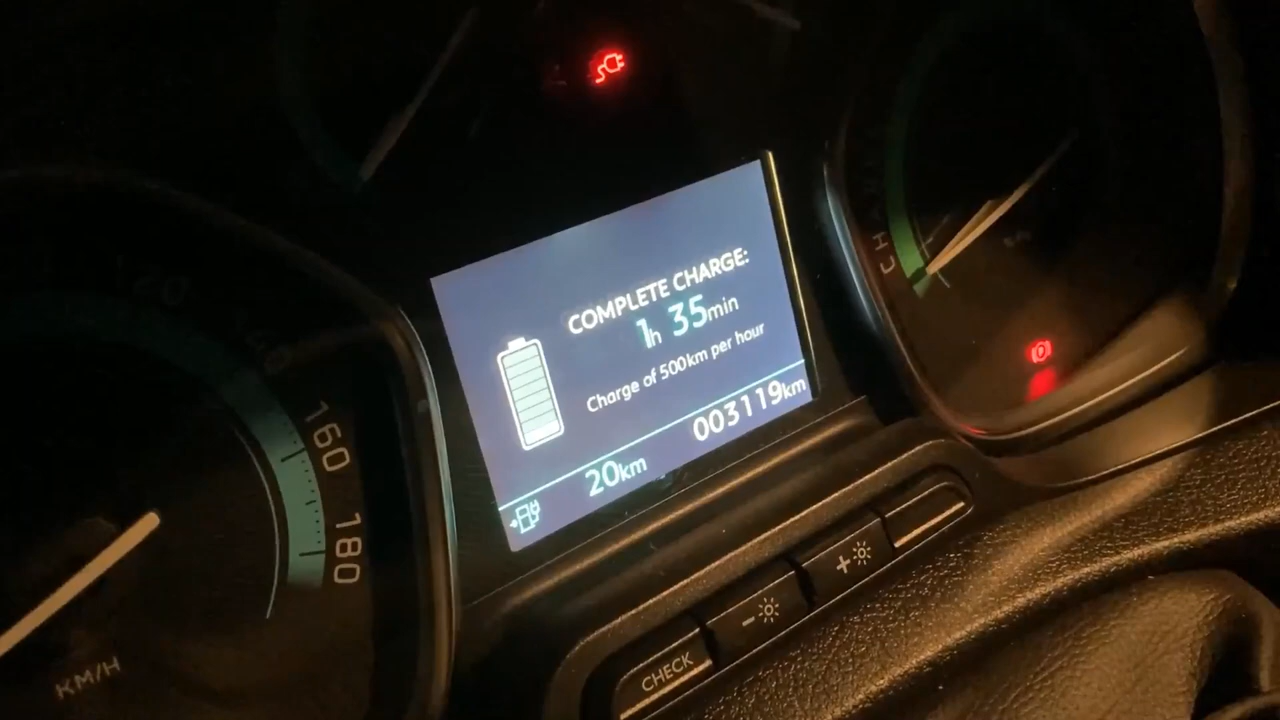 COMPLETE CHARGE:
1h 35min
Charge of 500km per hour
20km
003119km
160
180
KM/H
CHECK